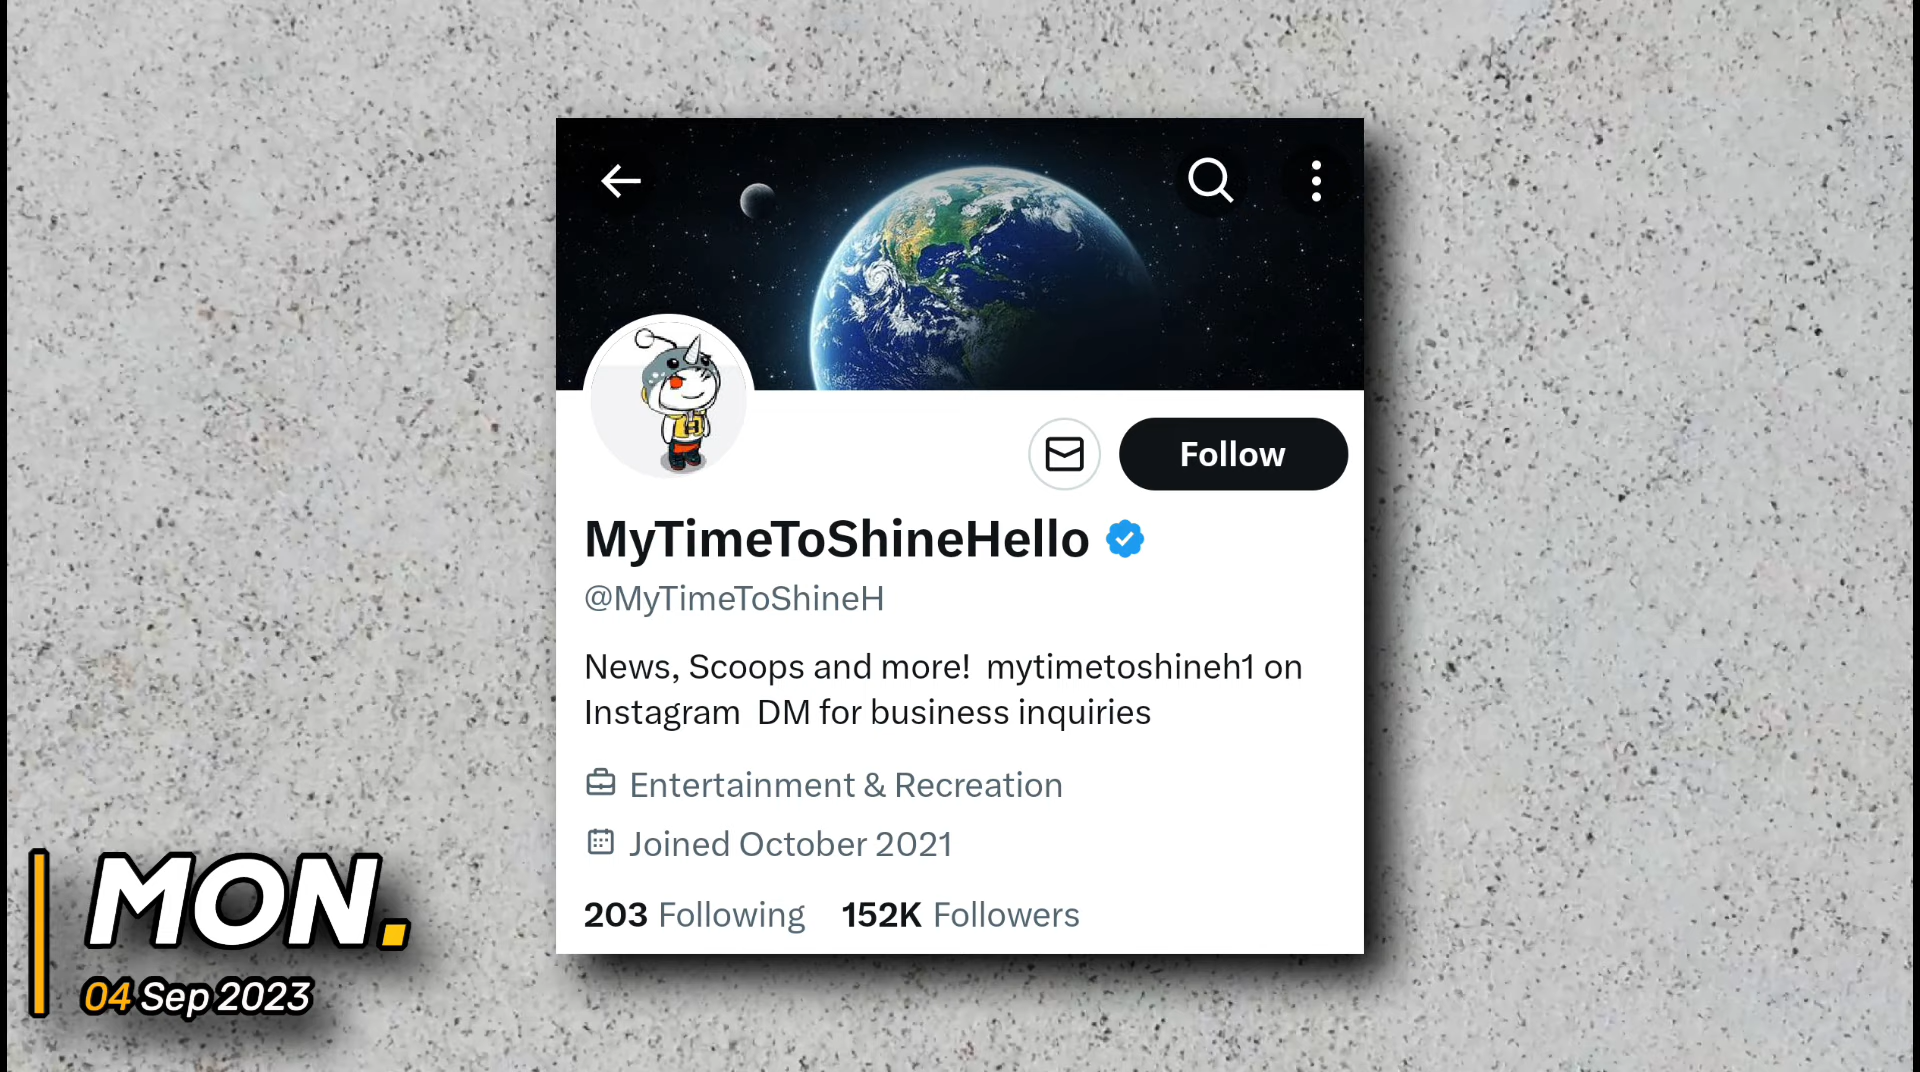 MyTimeToShineHello
@MyTimeToShineH
News, Scoops and more!  mytimetoshineh1 on
Instagram  DM for business inquiries
Entertainment & Recreation
Joined October 2021
203 Following 152K Followers
Follow
MON.
04 Sep 2023